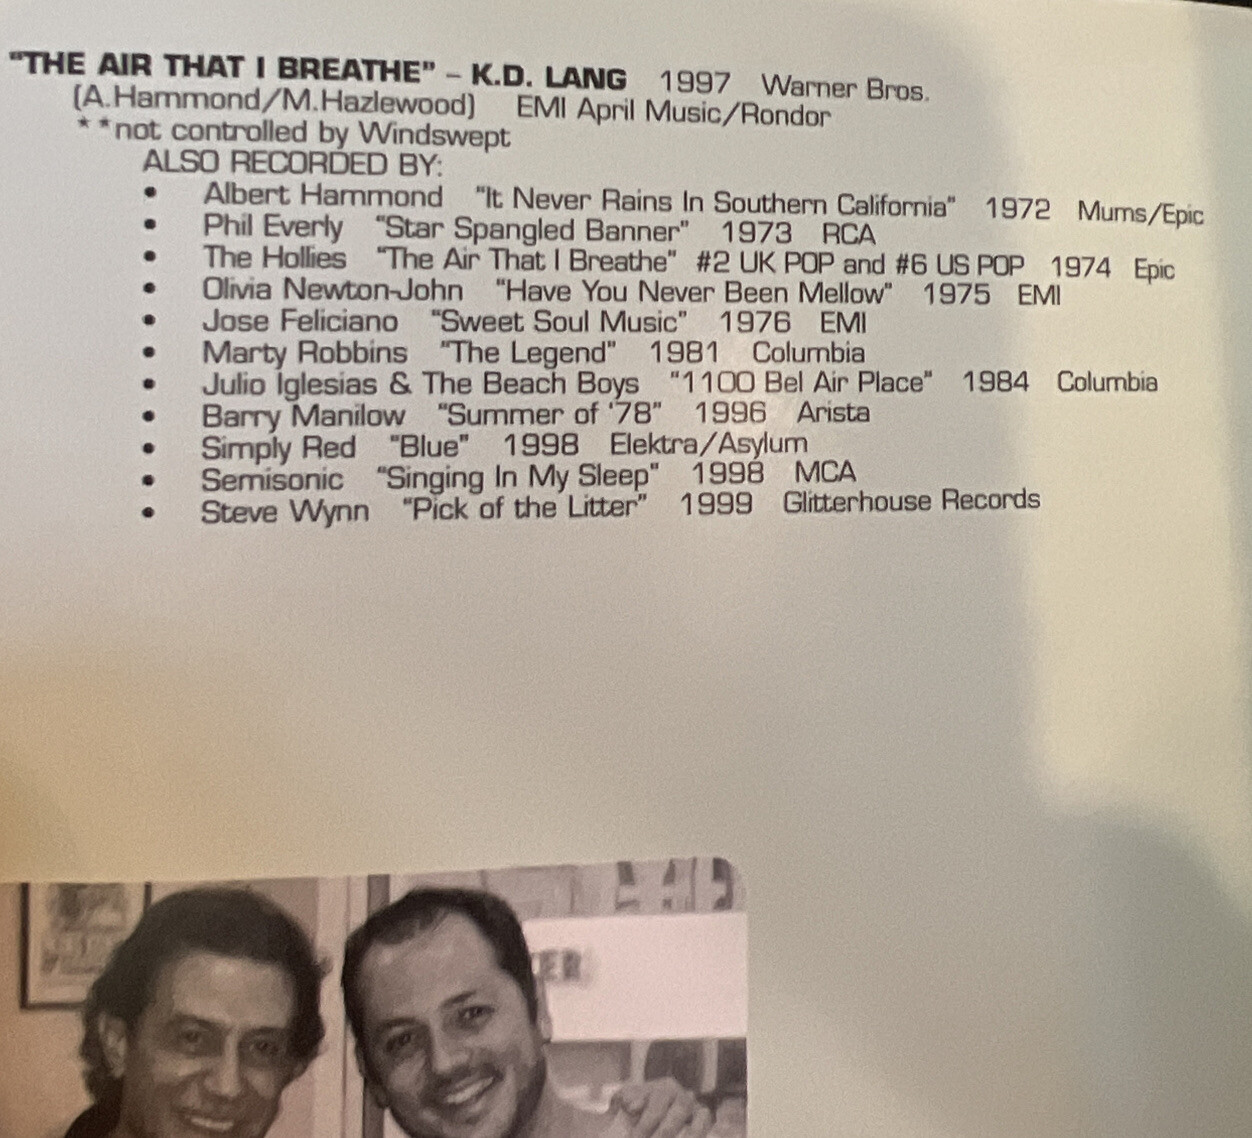 "THE AIR THAT I BREATHE" – K.D. LANG 1997 Warner Bros.
(A.Hammond/M.Hazlewood) EMI April Music/Rondor
**not controlled by Windswept
ALSO RECORDED BY:
• Albert Hammond "It Never Rains In Southern California" 1972 Mums/Epic
• Phil Everly "Star Spangled Banner" 1973 RCA
• The Hollies "The Air That I Breathe" #2 UK POP and #6 US POP 1974 Epic
• Olivia Newton-John "Have You Never Been Mellow" 1975 EMI
• Jose Feliciano "Sweet Soul Music" 1976 EMI
• Marty Robbins "The Legend" 1981 Columbia
• Julio Iglesias & The Beach Boys "1100 Bel Air Place" 1984 Columbia
• Barry Manilow "Summer of '78" 1996 Arista
• Simply Red "Blue" 1998 Elektra/Asylum
• Semisonic "Singing In My Sleep" 1998 MCA
• Steve Wynn "Pick of the Litter" 1999 Glitterhouse Records